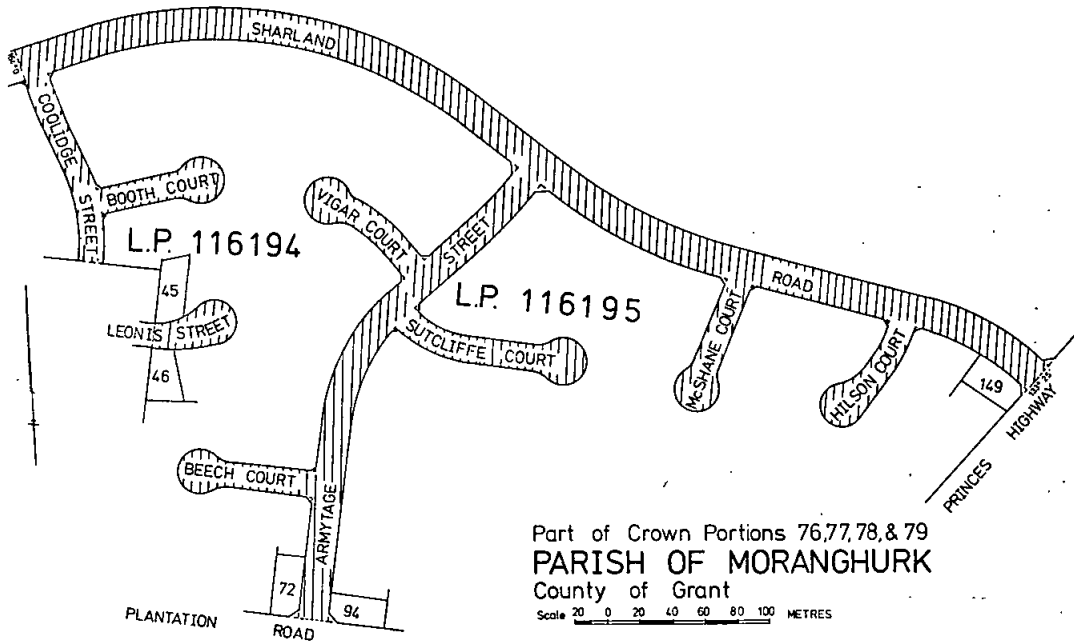 SHARLAND
COOLIDGE
STREET
BOOTH COURT
VIGAR COURT
STREET
L.P. 116194
L.P. 116195
ROAD
45
LEONIS STREET
46
SUTCLIFFE COURT
McSHANE COURT
HILSON COURT
149
PRINCES HIGHWAY
BEECH COURT
ARMYTAGE
72
94
PLANTATION
ROAD
Part of Crown Portions 76,77,78,& 79
PARISH OF MORANGHURK
County of Grant
Scale 20 0 20 40 60 80 100 METRES